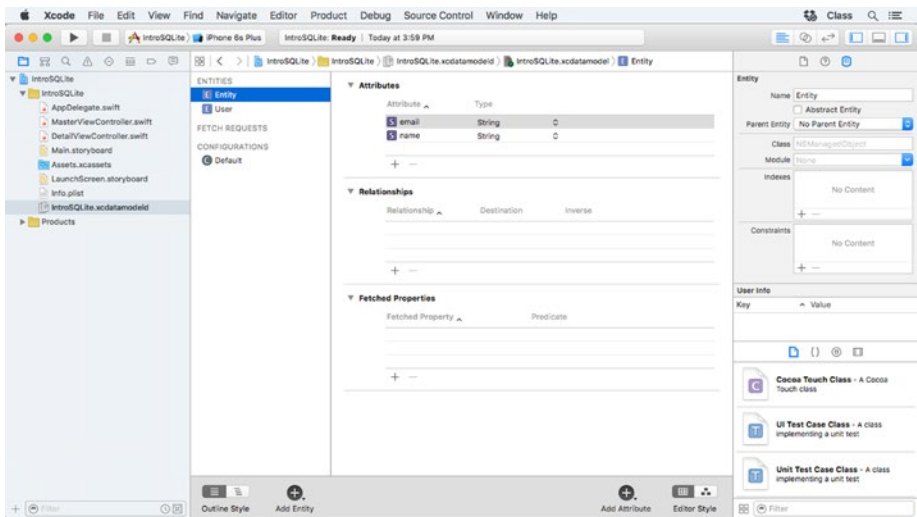 Xcode File Edit View Find Navigate Editor Product Debug Source Control Window Help Class
IntroSQLite iPhone 6s Plus IntroSQLite: Ready | Today at 3:59 PM
IntroSQLite IntroSQLite IntroSQLite.xcdatamodeld IntroSQLite.xcdatamodel Entity
IntroSQLite
IntroSQLite
AppDelegate.swift
MasterViewController.swift
DetailViewController.swift
Main.storyboard
Assets.xcassets
LaunchScreen.storyboard
Info.plist
IntroSQLite.xcdatamodeld
Products
Filter
ENTITIES
E Entity
E User
FETCH REQUESTS
CONFIGURATIONS
C Default
Attributes
Attribute Type
S email String
S name String
+ −
Relationships
Relationship Destination Inverse
+ −
Fetched Properties
Fetched Property Predicate
+ −
Outline Style Add Entity Add Attribute Editor Style
Entity
Name Entity
Abstract Entity
Parent Entity No Parent Entity
Class NSManagedObject
Module None
Indexes
No Content
+ −
Constraints
No Content
+ −
User Info
Key Value
C Cocoa Touch Class - A Cocoa
Touch class
T UI Test Case Class - A class
implementing a unit test
T Unit Test Case Class - A class
implementing a unit test
Filter